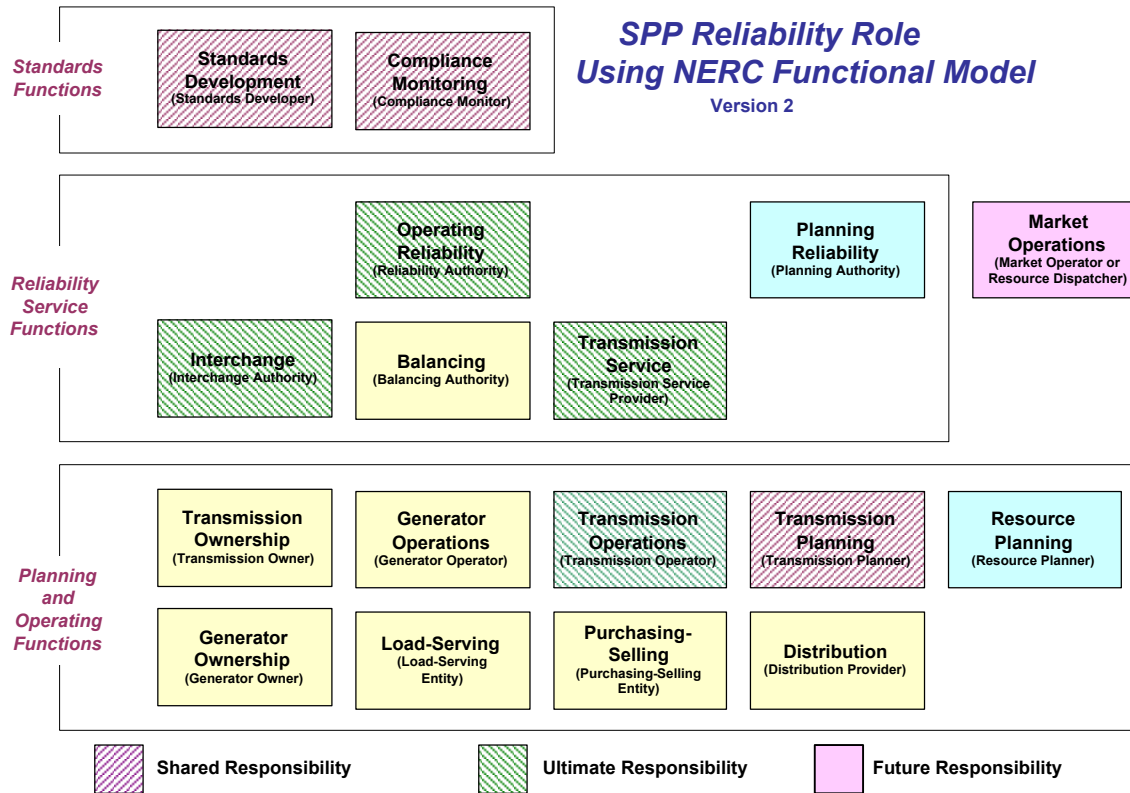 SPP Reliability Role
Using NERC Functional Model
Version 2
Standards
Functions
Standards
Development
(Standards Developer)
Compliance
Monitoring
(Compliance Monitor)
Reliability
Service
Functions
Operating
Reliability
(Reliability Authority)
Planning
Reliability
(Planning Authority)
Market
Operations
(Market Operator or
Resource Dispatcher)
Interchange
(Interchange Authority)
Balancing
(Balancing Authority)
Transmission
Service
(Transmission Service
Provider)
Planning
and
Operating
Functions
Transmission
Ownership
(Transmission Owner)
Generator
Operations
(Generator Operator)
Transmission
Operations
(Transmission Operator)
Transmission
Planning
(Transmission Planner)
Resource
Planning
(Resource Planner)
Generator
Ownership
(Generator Owner)
Load-Serving
(Load-Serving
Entity)
Purchasing-
Selling
(Purchasing-Selling
Entity)
Distribution
(Distribution Provider)
Shared Responsibility
Ultimate Responsibility
Future Responsibility